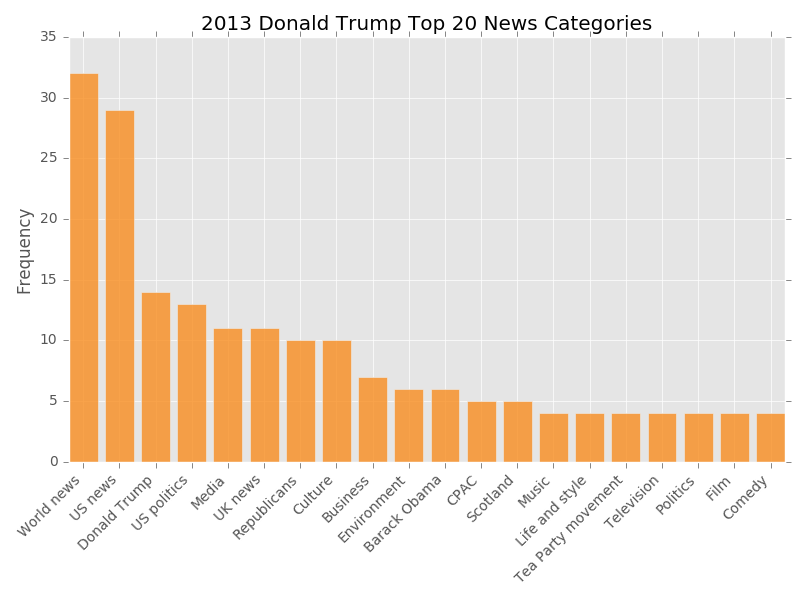 2013 Donald Trump Top 20 News Categories
35
30
25
20
15
10
5
0
Frequency
World news
US news
Donald Trump
US politics
Media
UK news
Republicans
Culture
Business
Environment
Barack Obama
CPAC
Scotland
Music
Life and style
Tea Party movement
Television
Politics
Film
Comedy